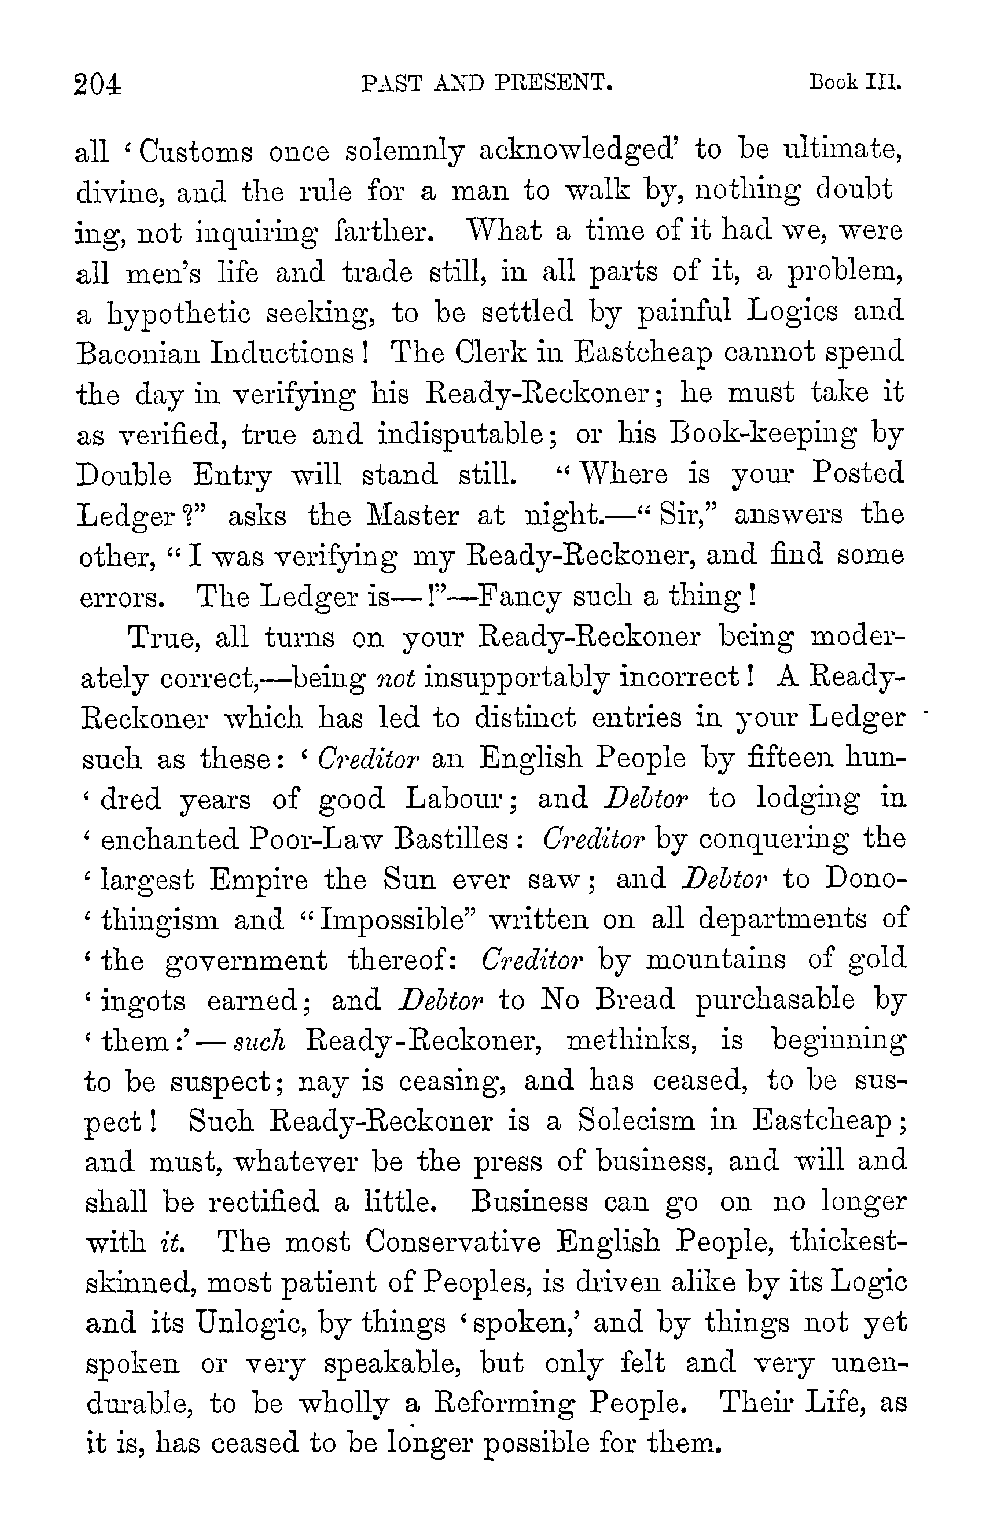 204 PAST AND PRESENT. Book III.
all ‘Customs once solemnly acknowledged’ to be ultimate,
divine, and the rule for a man to walk by, nothing doubt
ing, not inquiring farther. What a time of it had we, were
all men’s life and trade still, in all parts of it, a problem,
a hypothetic seeking, to be settled by painful Logics and
Baconian Inductions! The Clerk in Eastcheap cannot spend
the day in verifying his Ready-Reckoner; he must take it
as verified, true and indisputable; or his Book-keeping by
Double Entry will stand still. “Where is your Posted
Ledger?” asks the Master at night.—“Sir,” answers the
other, “I was verifying my Ready-Reckoner, and find some
errors. The Ledger is—!”—Fancy such a thing!
True, all turns on your Ready-Reckoner being moder-
ately correct,—being not insupportably incorrect! A Ready-
Reckoner which has led to distinct entries in your Ledger
such as these: ‘Creditor an English People by fifteen hun-
‘dred years of good Labour; and Debtor to lodging in
‘enchanted Poor-Law Bastilles: Creditor by conquering the
‘largest Empire the Sun ever saw; and Debtor to Dono-
‘thingism and “Impossible” written on all departments of
‘the government thereof: Creditor by mountains of gold
‘ingots earned; and Debtor to No Bread purchasable by
‘them:’—such Ready-Reckoner, methinks, is beginning
to be suspect; nay is ceasing, and has ceased, to be sus-
pect! Such Ready-Reckoner is a Solecism in Eastcheap;
and must, whatever be the press of business, and will and
shall be rectified a little. Business can go on no longer
with it. The most Conservative English People, thickest-
skinned, most patient of Peoples, is driven alike by its Logic
and its Unlogic, by things ‘spoken,’ and by things not yet
spoken or very speakable, but only felt and very unen-
durable, to be wholly a Reforming People. Their Life, as
it is, has ceased to be longer possible for them.